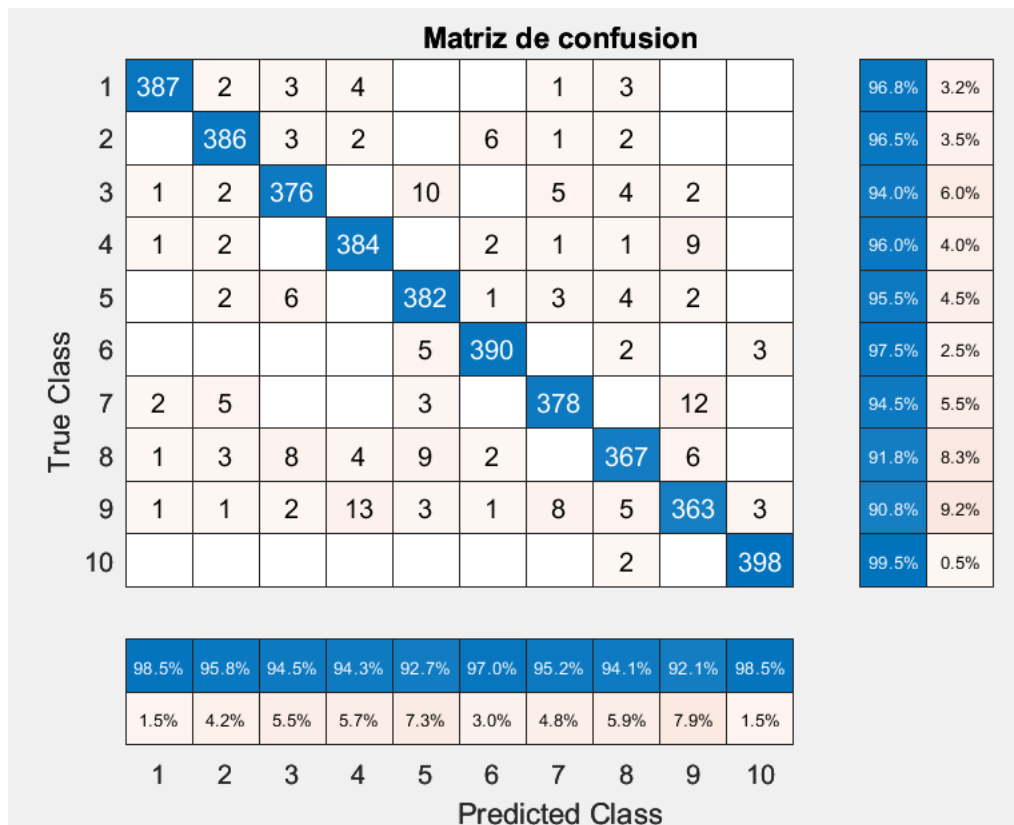 Matriz de confusion
1 387 2 3 4 1 3 96.8% 3.2%
2 386 3 2 6 1 2 96.5% 3.5%
3 1 2 376 10 5 4 2 94.0% 6.0%
4 1 2 384 2 1 1 9 96.0% 4.0%
5 2 6 382 1 3 4 2 95.5% 4.5%
6 5 390 2 3 97.5% 2.5%
7 2 5 3 378 12 94.5% 5.5%
8 1 3 8 4 9 2 367 6 91.8% 8.3%
9 1 1 2 13 3 1 8 5 363 3 90.8% 9.2%
10 2 398 99.5% 0.5%
True Class
98.5% 95.8% 94.5% 94.3% 92.7% 97.0% 95.2% 94.1% 92.1% 98.5%
1.5% 4.2% 5.5% 5.7% 7.3% 3.0% 4.8% 5.9% 7.9% 1.5%
1 2 3 4 5 6 7 8 9 10
Predicted Class